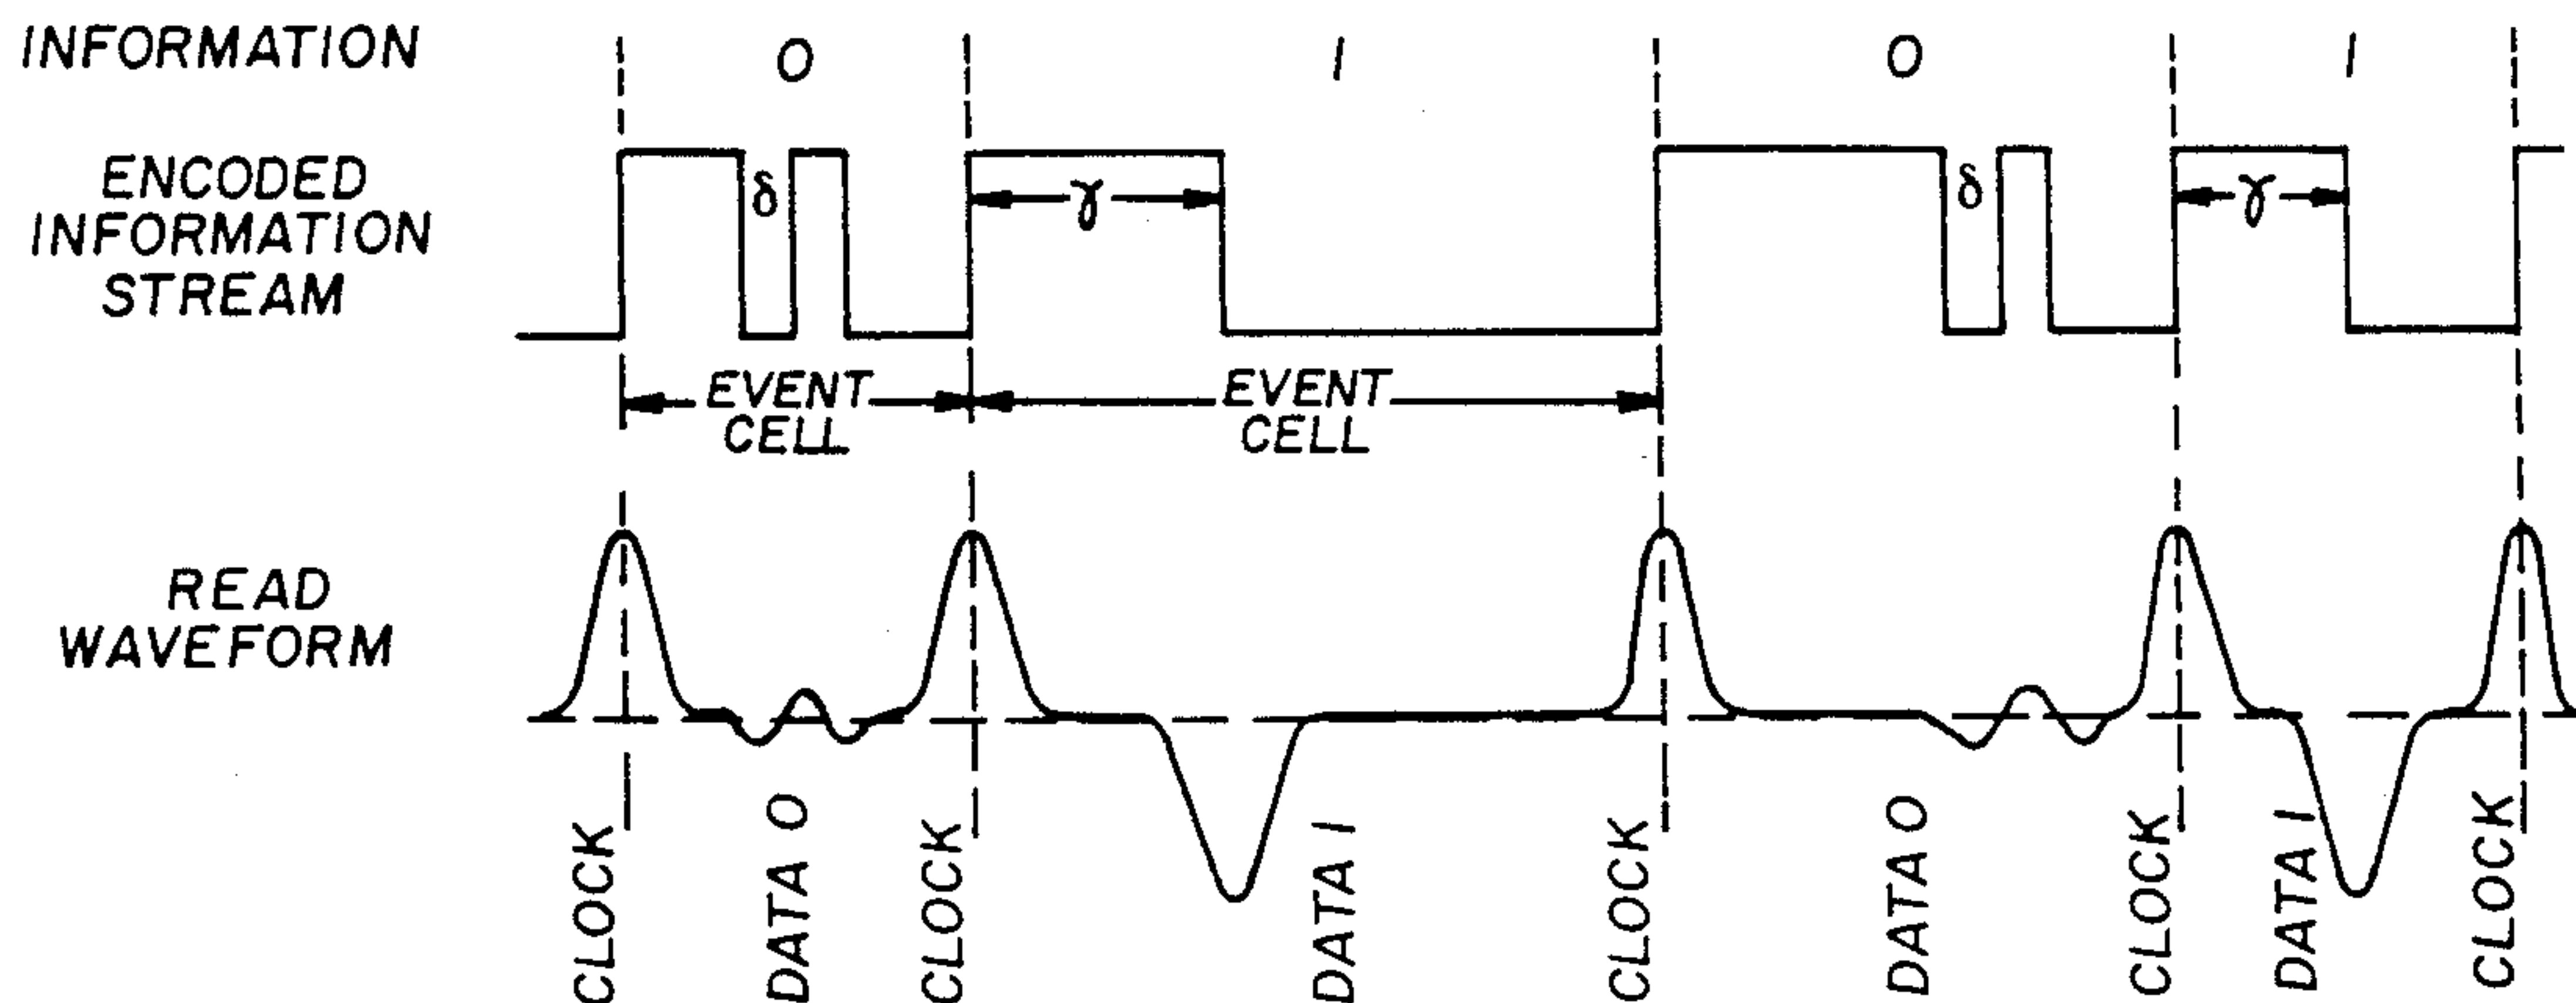 INFORMATION 0 1 0 1
ENCODED
INFORMATION
STREAM
δ γ δ γ
EVENT
CELL
EVENT
CELL
READ
WAVEFORM
CLOCK
DATA 0
CLOCK
DATA 1
CLOCK
DATA 0
CLOCK
DATA 1
CLOCK